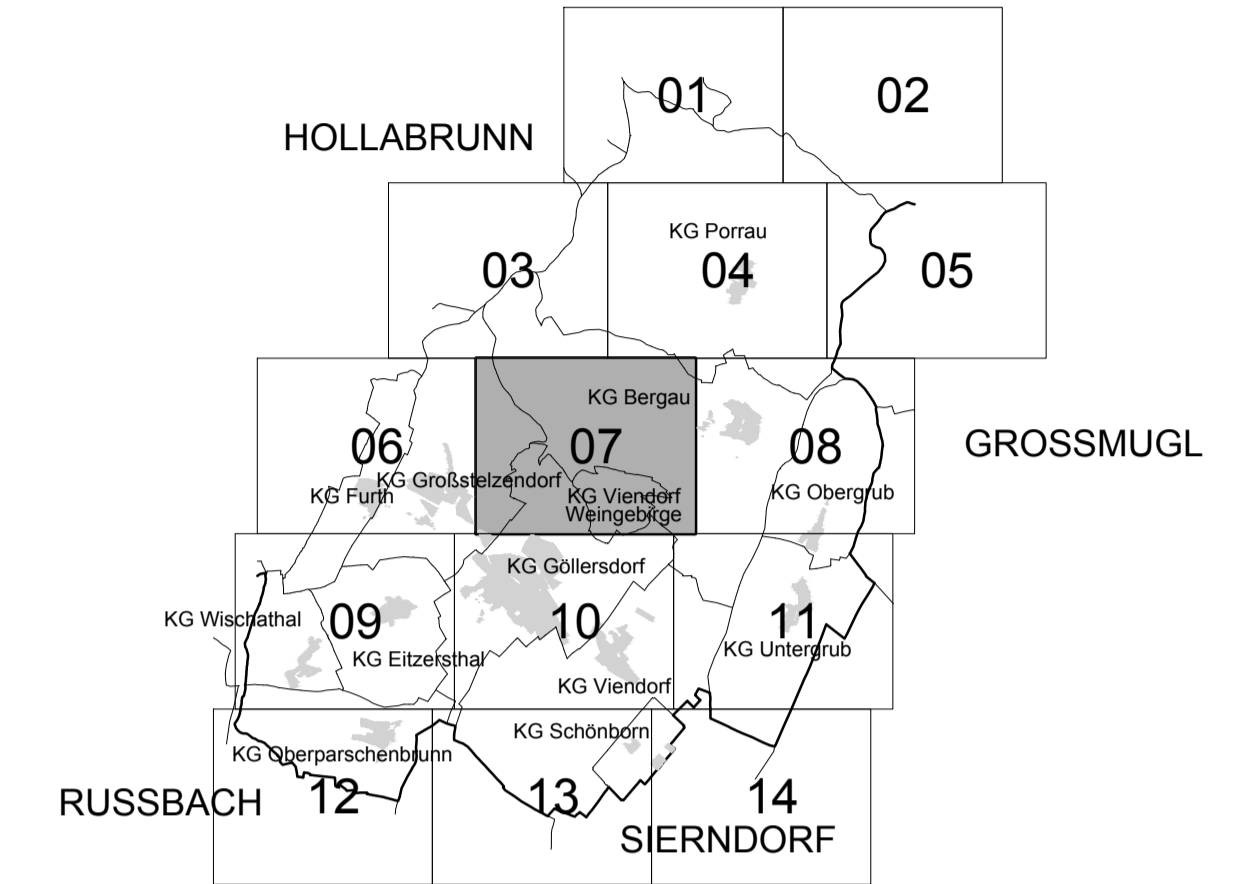 01
02
HOLLABRUNN
KG Porrau
03
04
05
KG Bergau
06
07
08
GROSSMUGL
KG Großstelzendorf
KG Furth
KG Viendorf
Weingebirge
KG Obergrub
KG Göllersdorf
KG Wischathal
09
10
11
KG Eitzersthal
KG Untergrub
KG Viendorf
KG Schönborn
KG Oberparschenbrunn
RUSSBACH
12
13
14
SIERNDORF